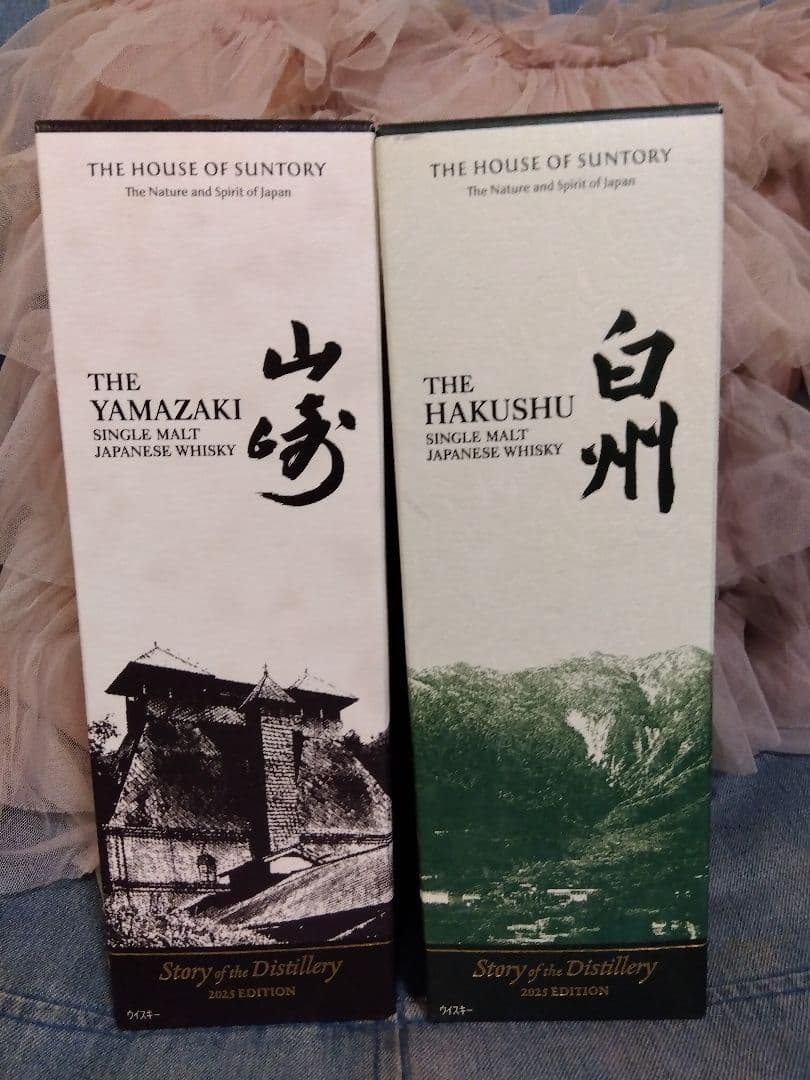 THE HOUSE OF SUNTORY
The Nature and Spirit of Japan
THE
YAMAZAKI
SINGLE MALT
JAPANESE WHISKY
山崎
Story of the Distillery
2025 EDITION
ウイスキー
THE HOUSE OF SUNTORY
The Nature and Spirit of Japan
THE
HAKUSHU
SINGLE MALT
JAPANESE WHISKY
白州
Story of the Distillery
2025 EDITION
ウイスキー